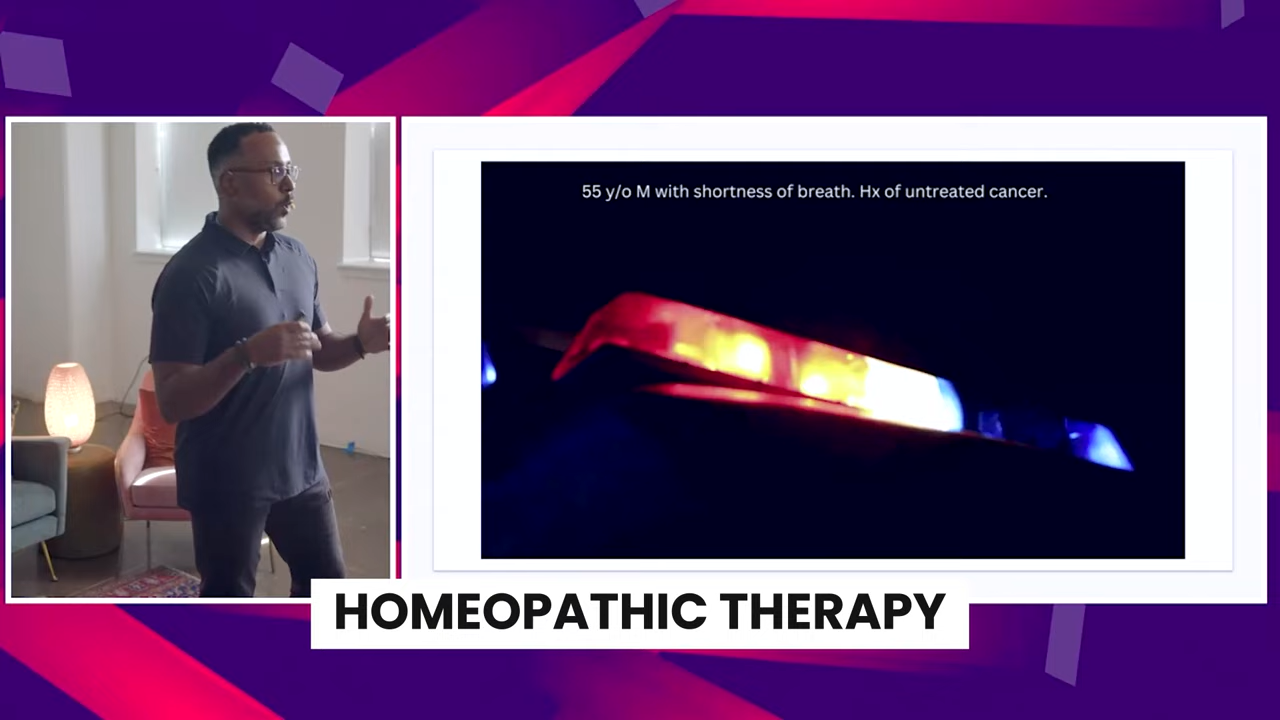 55 y/o M with shortness of breath. Hx of untreated cancer.
HOMEOPATHIC THERAPY